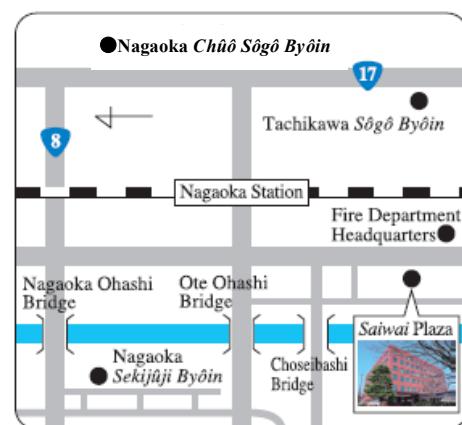 Nagaoka Chûô Sôgô Byôin
17
Tachikawa Sôgô Byôin
8
Nagaoka Station
Fire Department
Headquarters
Nagaoka Ohashi
Bridge
Ote Ohashi
Bridge
Saiwai Plaza
Nagaoka
Sekijûji Byôin
Choseibashi
Bridge